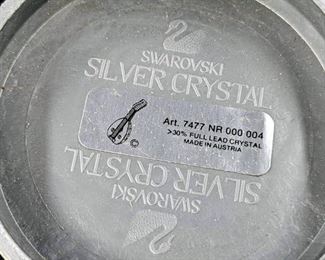 SWAROVSKI
SILVER CRYSTAL
Art. 7477 NR 000 004
>30% FULL LEAD CRYSTAL
MADE IN AUSTRIA
©
SILVER CRYSTAL
SWAROVSKI